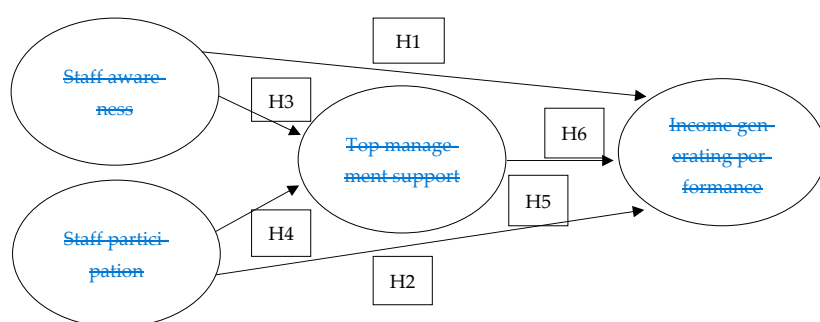 H1
Staff aware-
ness
H3
Top manage-
ment support
H6
Income gen-
erating per-
formance
H5
Staff partici-
pation
H4
H2